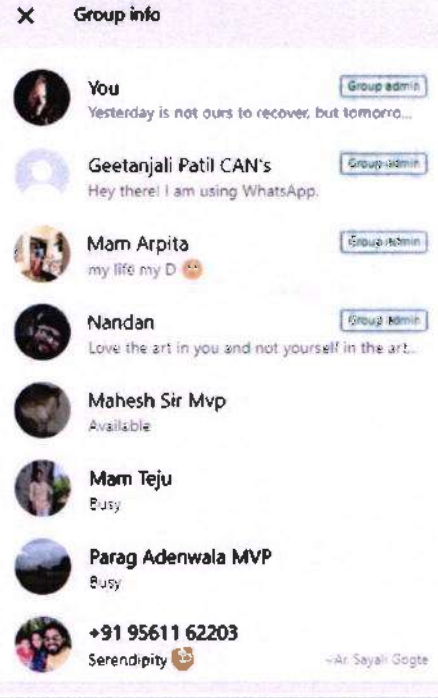 Group info
You
Group admin
Yesterday is not ours to recover, but tomorro...
Geetanjali Patil CAN's
Group admin
Hey there! I am using WhatsApp.
Mam Arpita
Group admin
my life my D
Nandan
Group admin
Love the art in you and not yourself in the art...
Mahesh Sir Mvp
Available
Mam Teju
Busy
Parag Adenwala MVP
Busy
+91 95611 62203
Serendipity
~Ar. Sayali Gogte